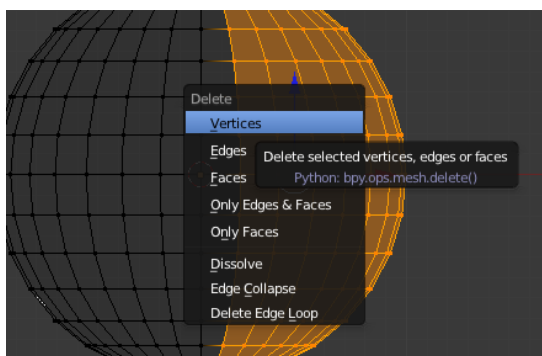 Delete
Vertices
Edges
Delete selected vertices, edges or faces
Python: bpy.ops.mesh.delete()
Faces
Only Edges & Faces
Only Faces
Dissolve
Edge Collapse
Delete Edge Loop